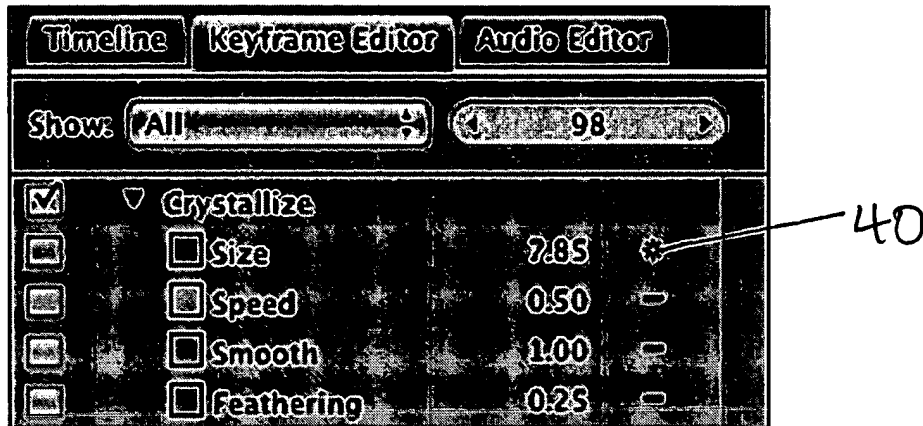 Timeline Keyframe Editor Audio Editor
Show: All 98
Crystallize
Size 7.85 40
Speed 0.50
Smooth 1.00
Feathering 0.25